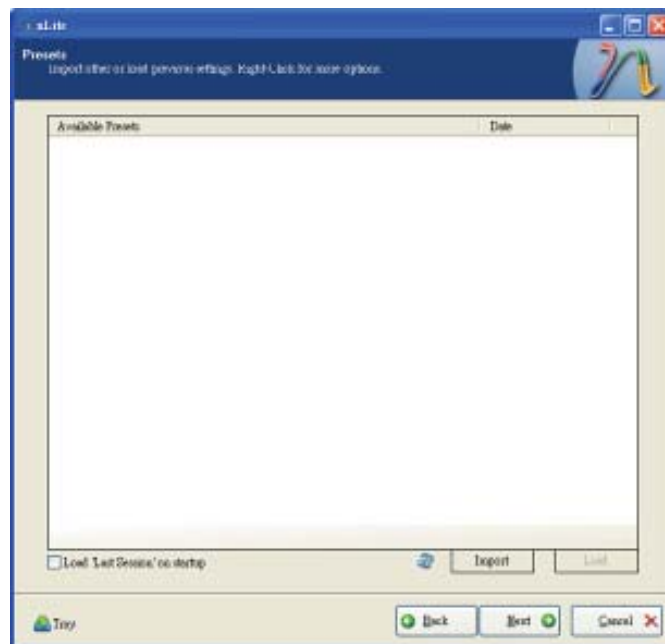 nLite
Presets
Import other or load previous settings. Right-Click for more options.
Available Presets Date
Load 'Last Session' on startup
Import Load
Tray
Back Next Cancel